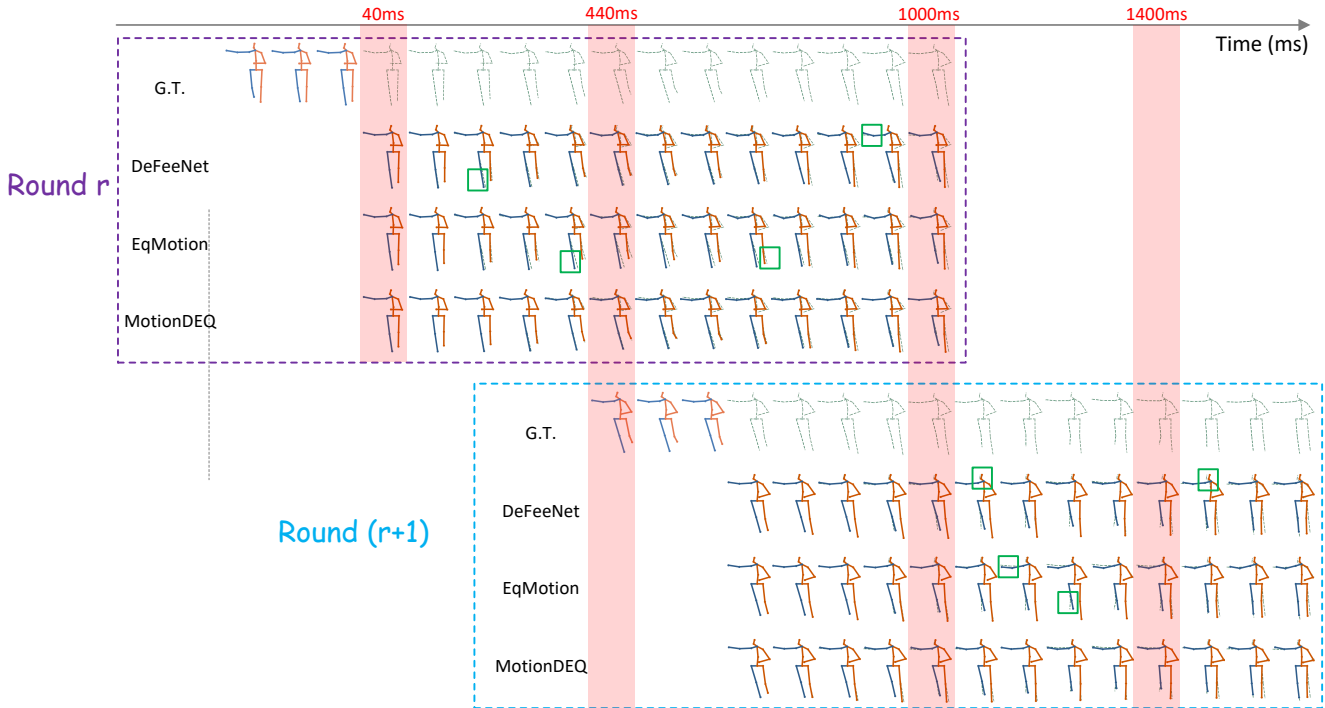 40ms 440ms 1000ms 1400ms
Time (ms)
G.T.
DeFeeNet
Round r
EqMotion
MotionDEQ
G.T.
DeFeeNet
Round (r+1)
EqMotion
MotionDEQ